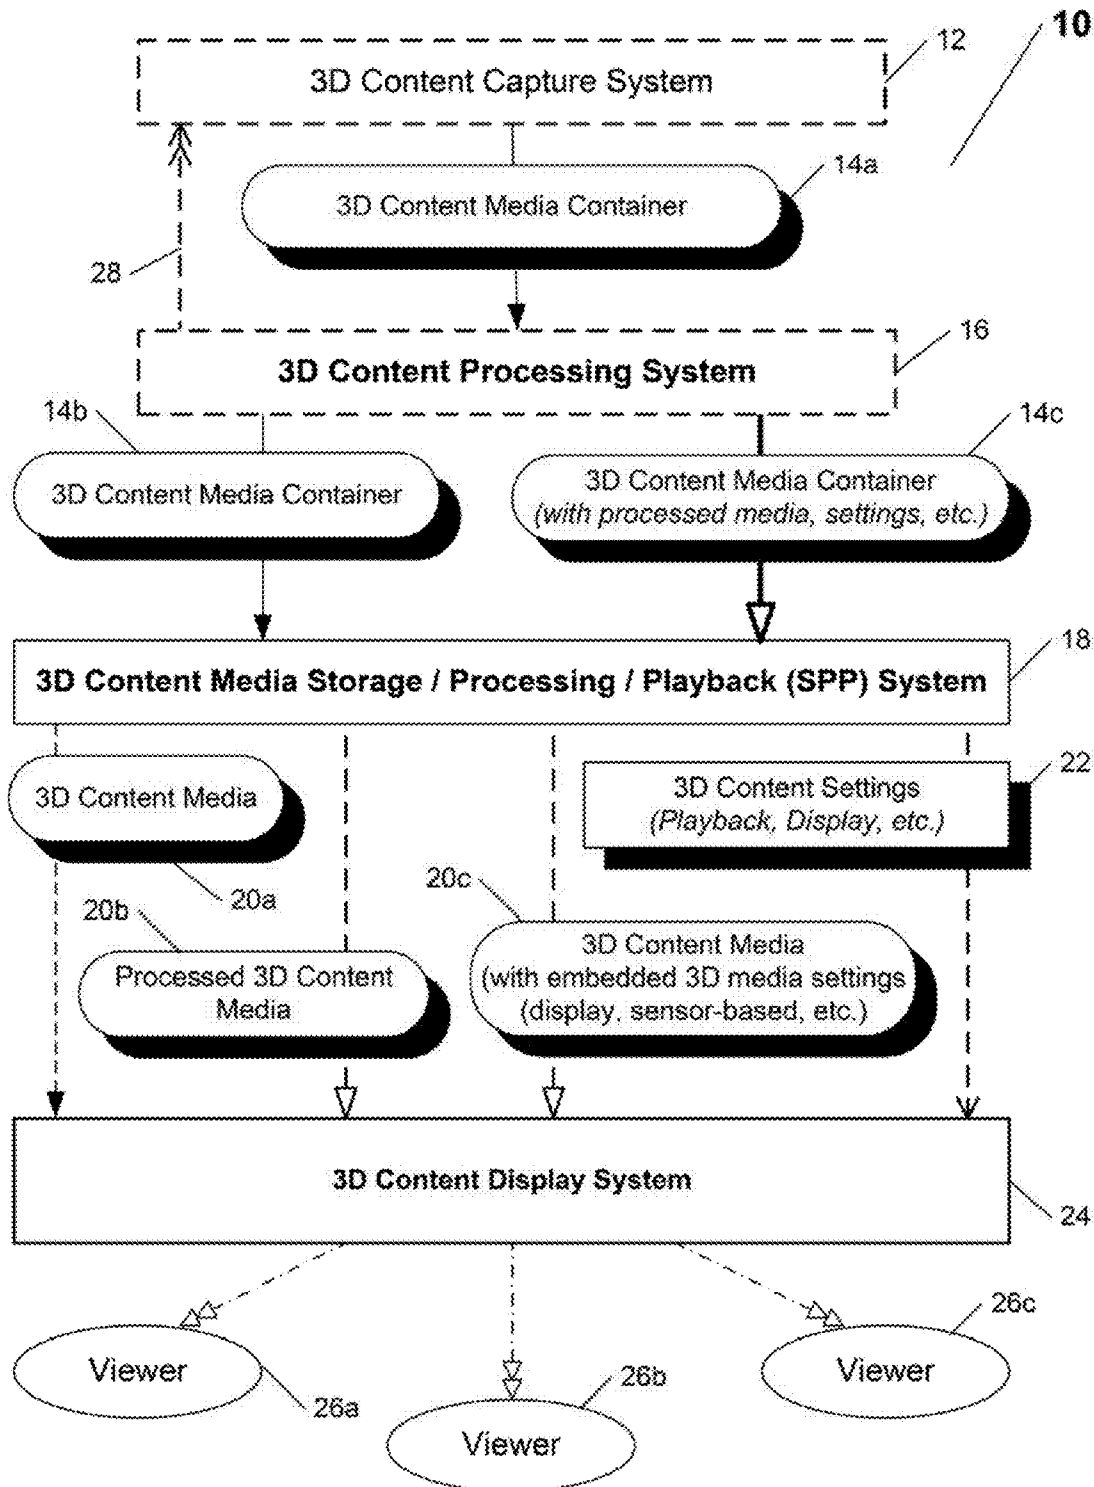 10
12
3D Content Capture System
14a
3D Content Media Container
28
16
3D Content Processing System
14b
14c
3D Content Media Container
3D Content Media Container
(with processed media, settings, etc.)
18
3D Content Media Storage / Processing / Playback (SPP) System
22
3D Content Media
3D Content Settings
(Playback, Display, etc.)
20a
20c
20b
3D Content Media
(with embedded 3D media settings
(display, sensor-based, etc.)
Processed 3D Content
Media
3D Content Display System
24
26c
Viewer
Viewer
26a
26b
Viewer